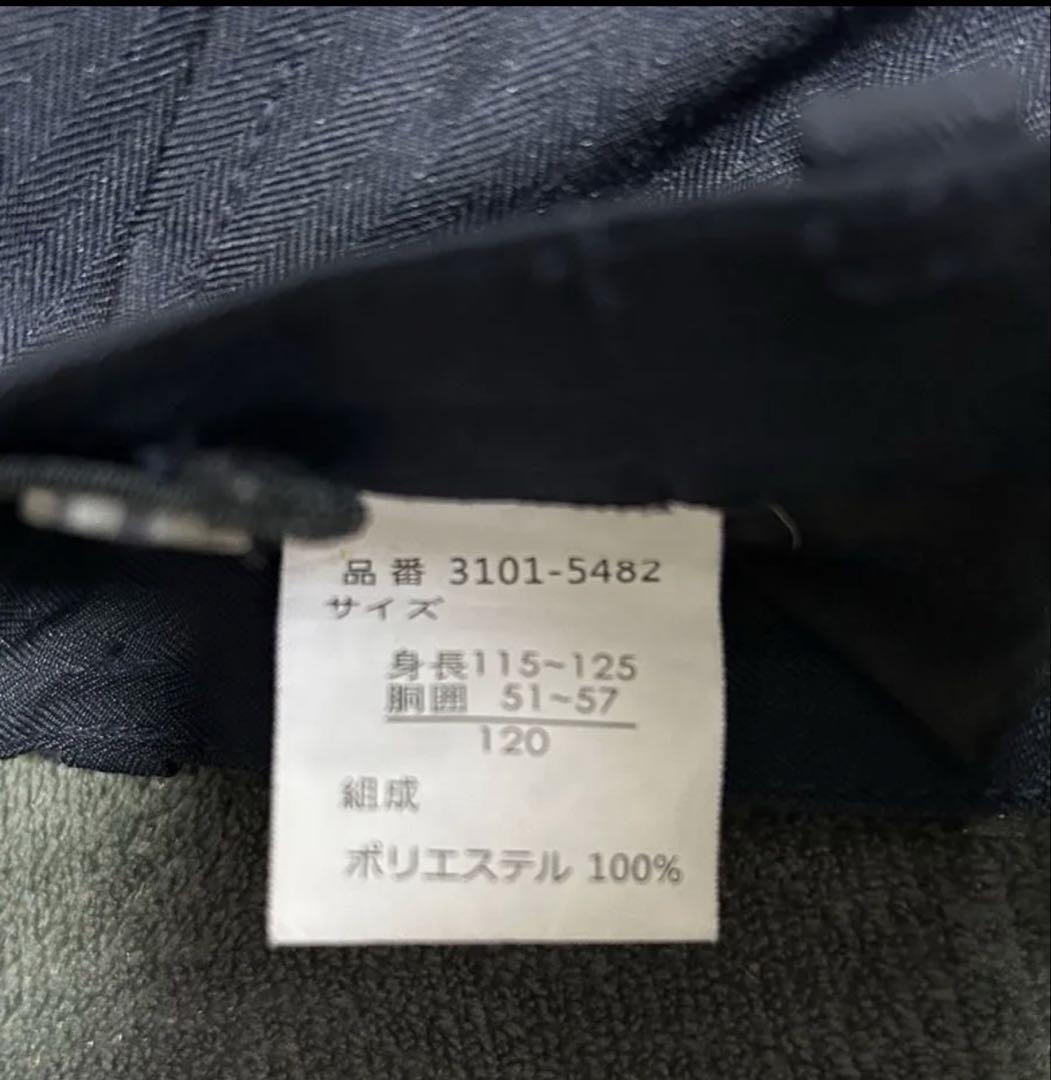 品番 3101-5482
サイズ
身長115~125
胴囲 51~57
120
組成
ポリエステル 100%